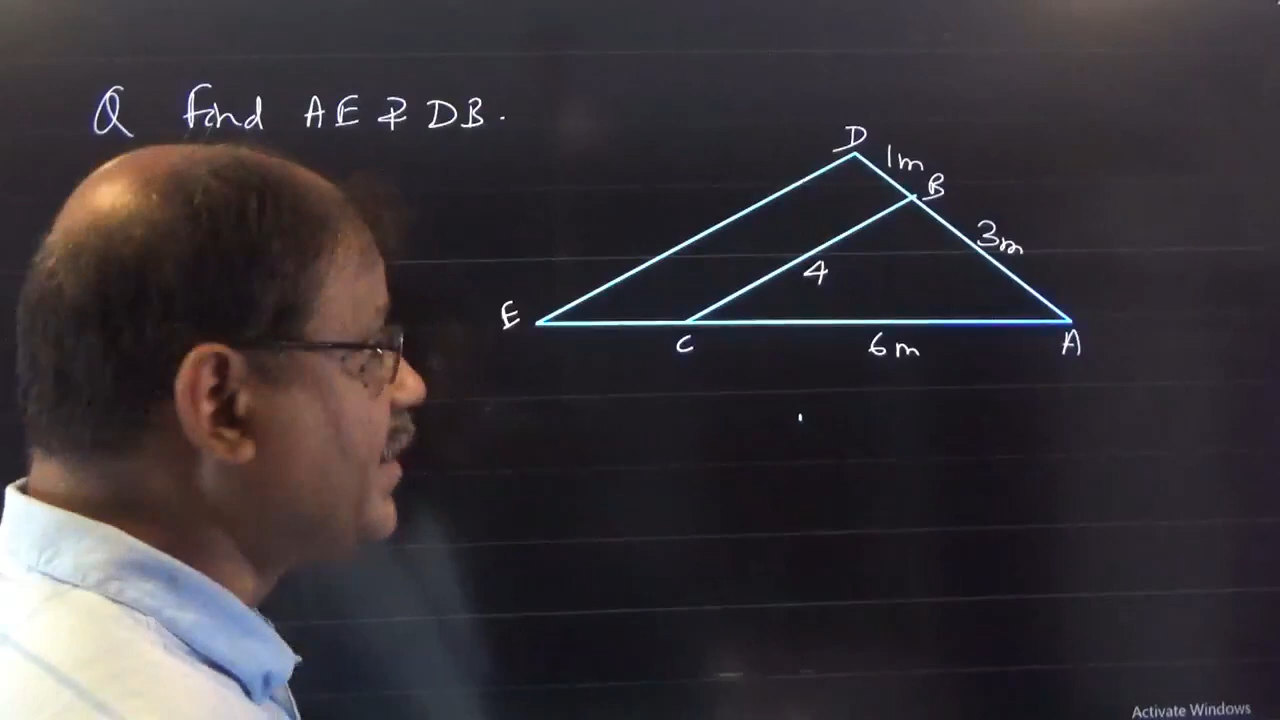 Q Find AE & DB.
D 1m
B
3m
4
E
C 6m A
Activate Windows